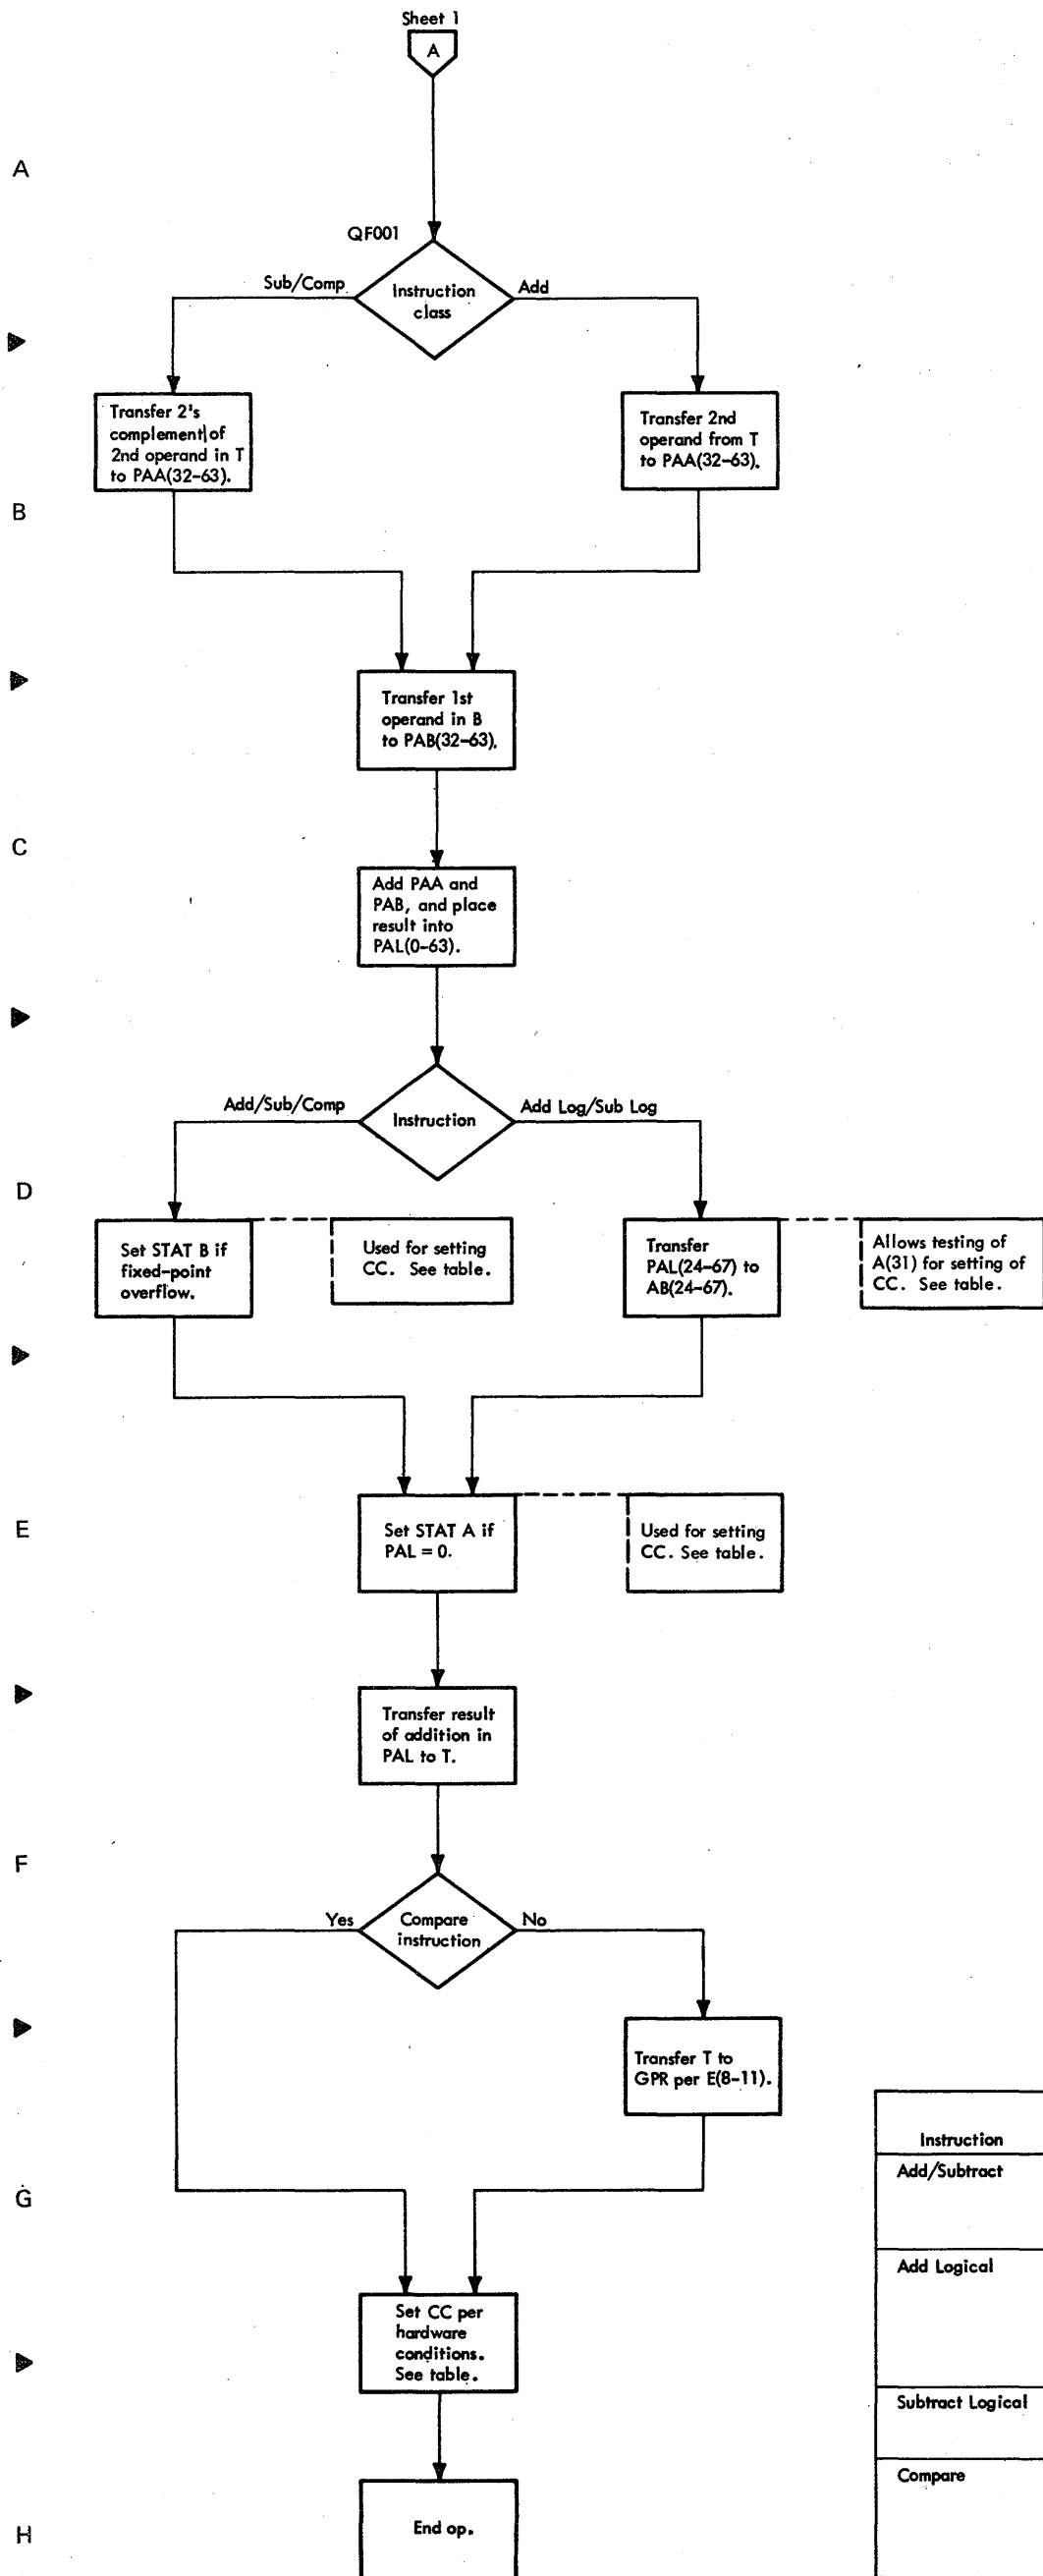 Sheet 1
A
A
QF001
Sub/Comp
Instruction
class
Add
Transfer 2's
complement of
2nd operand in T
to PAA(32-63).
Transfer 2nd
operand from T
to PAA(32-63).
B
Transfer 1st
operand in B
to PAB(32-63).
C
Add PAA and
PAB, and place
result into
PAL(0-63).
Add/Sub/Comp
Instruction
Add Log/Sub Log
D
Set STAT B if
fixed-point
overflow.
Used for setting
CC. See table.
Transfer
PAL(24-67) to
AB(24-67).
Allows testing of
A(31) for setting of
CC. See table.
E
Set STAT A if
PAL = 0.
Used for setting
CC. See table.
Transfer result
of addition in
PAL to T.
F
Yes
Compare
instruction
No
Transfer T to
GPR per E(8-11).
G
Set CC per
hardware
conditions.
See table.
H
End op.
Instruction
Add/Subtract
Add Logical
Subtract Logical
Compare